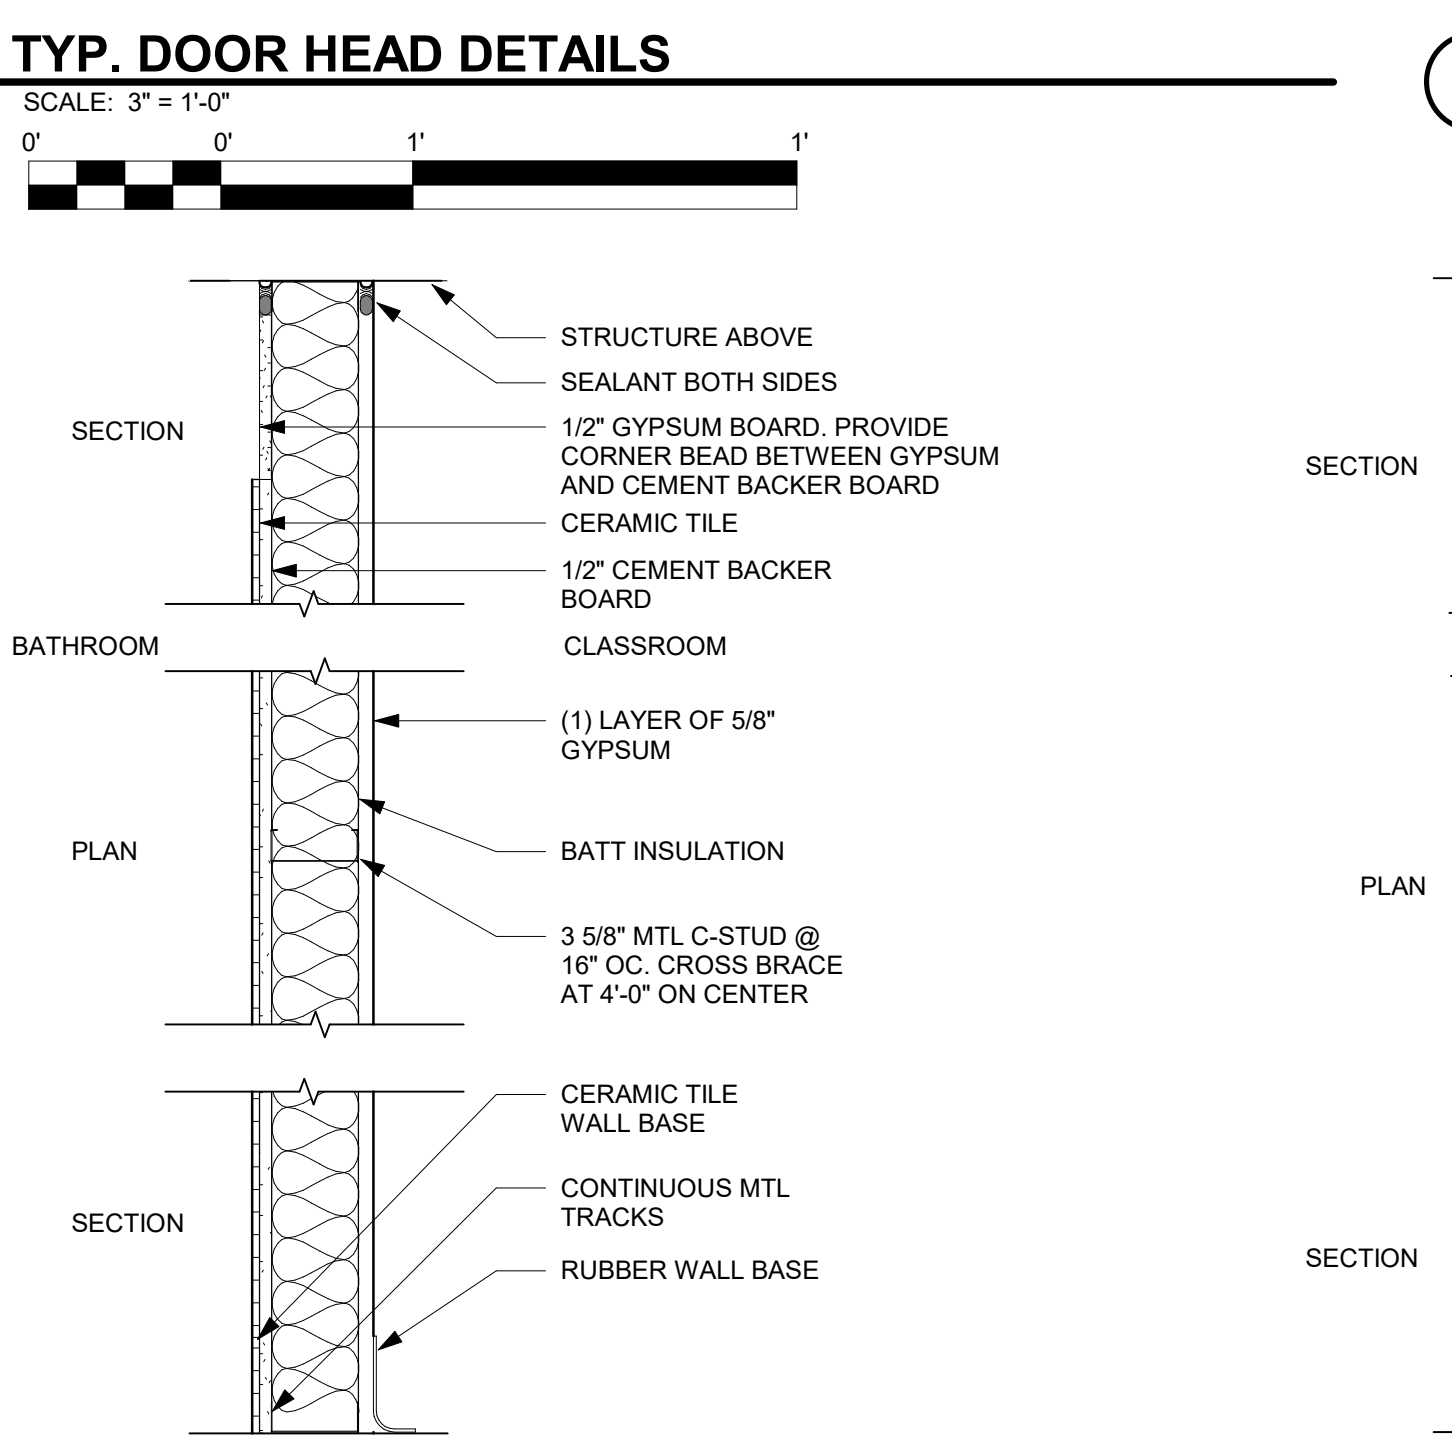 TYP. DOOR HEAD DETAILS
SCALE:  3" = 1'-0"
0' 0' 1' 1'
STRUCTURE ABOVE
SEALANT BOTH SIDES
SECTION
1/2" GYPSUM BOARD. PROVIDE
CORNER BEAD BETWEEN GYPSUM
AND CEMENT BACKER BOARD
SECTION
CERAMIC TILE
1/2" CEMENT BACKER
BOARD
BATHROOM
CLASSROOM
(1) LAYER OF 5/8"
GYPSUM
PLAN
BATT INSULATION
PLAN
3 5/8" MTL C-STUD @
16" OC. CROSS BRACE
AT 4'-0" ON CENTER
CERAMIC TILE
WALL BASE
CONTINUOUS MTL
TRACKS
SECTION
RUBBER WALL BASE
SECTION